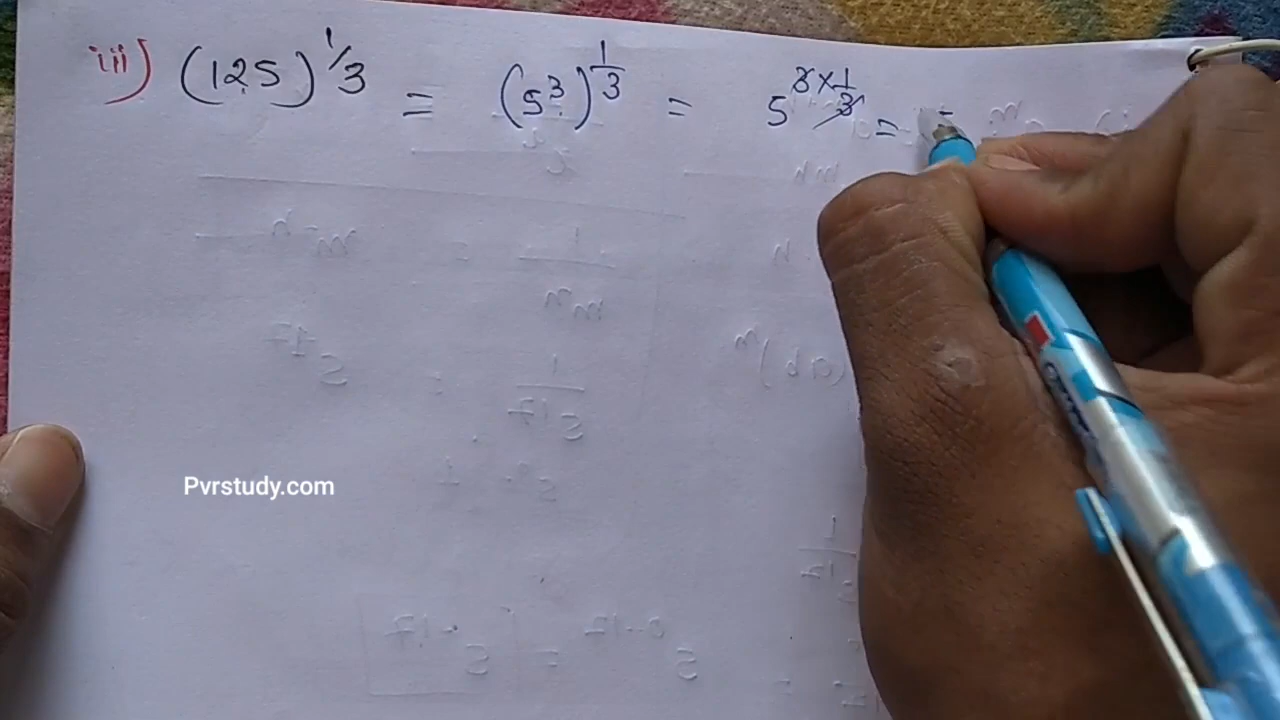 iii) (125)^1/3 = (5^3)^1/3 = 5^3×1/3 =
Pvrstudy.com